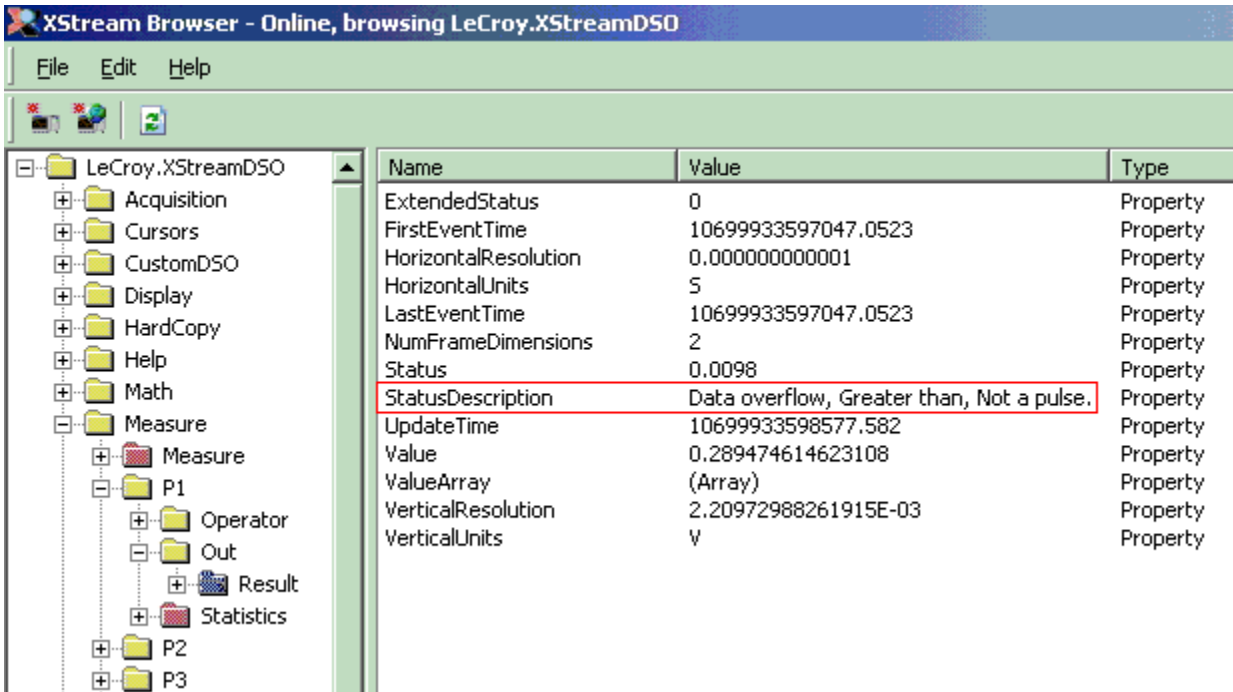 XStream Browser - Online, browsing LeCroy.XStreamDSO
File Edit Help
LeCroy.XStreamDSO
Acquisition
Cursors
CustomDSO
Display
HardCopy
Help
Math
Measure
Measure
P1
Operator
Out
Result
Statistics
P2
P3
Name Value Type
ExtendedStatus 0 Property
FirstEventTime 10699933597047.0523 Property
HorizontalResolution 0.000000000001 Property
HorizontalUnits S Property
LastEventTime 10699933597047.0523 Property
NumFrameDimensions 2 Property
Status 0.0098 Property
StatusDescription Data overflow, Greater than, Not a pulse. Property
UpdateTime 10699933598577.582 Property
Value 0.289474614623108 Property
ValueArray (Array) Property
VerticalResolution 2.20972988261915E-03 Property
VerticalUnits V Property